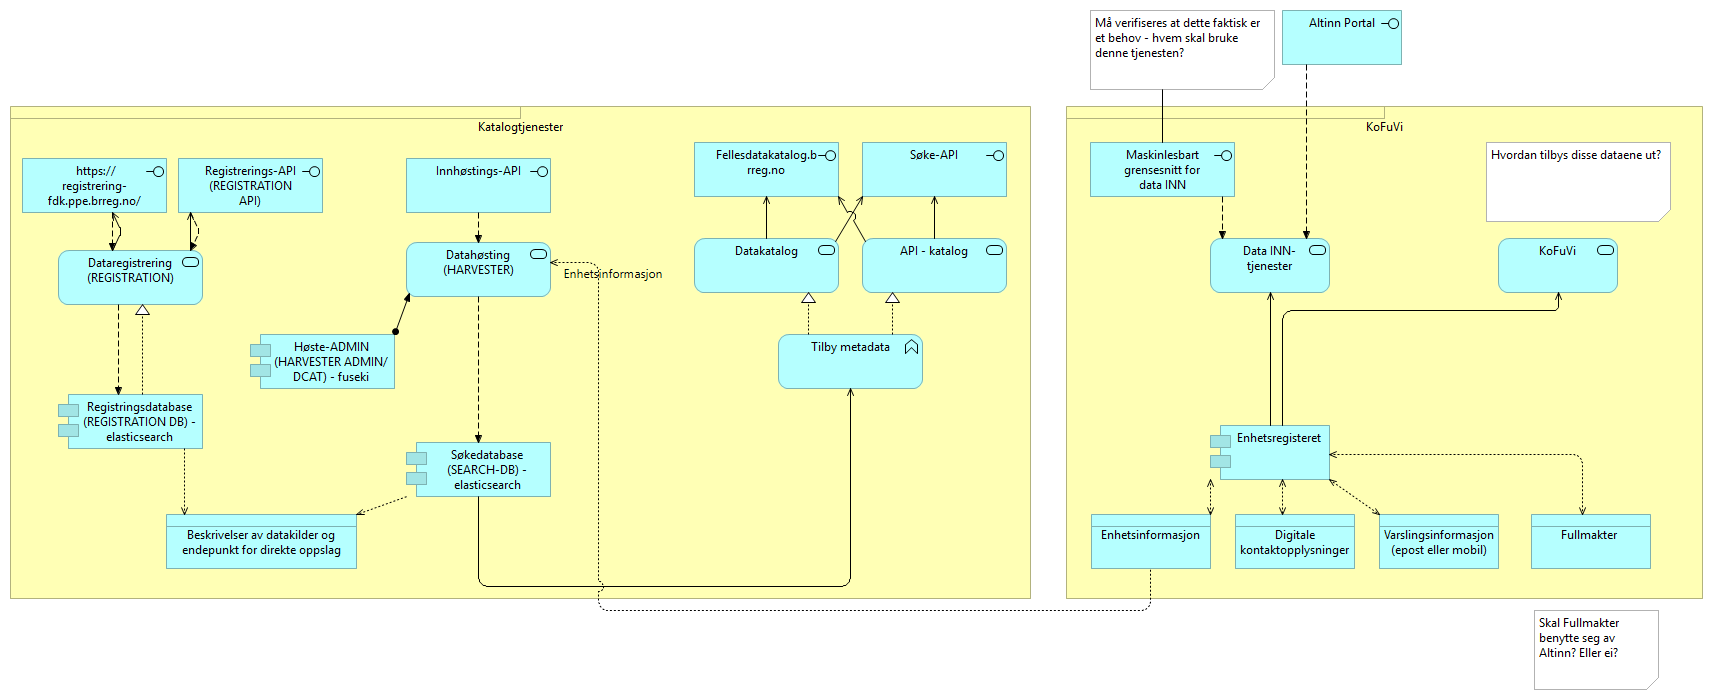 Må verifiseres at dette faktisk er
et behov - hvem skal bruke
denne tjenesten?
Altinn Portal
Katalogtjenester
https://
registrering-
fdk.ppe.brreg.no/
Registrerings-API
(REGISTRATION
API)
Innhøstings-API
Fellesdatakatalog.b
rreg.no
Søke-API
Dataregistrering
(REGISTRATION)
Datahøsting
(HARVESTER)
Enhetsinformasjon
Datakatalog
API - katalog
Høste-ADMIN
(HARVESTER ADMIN/
DCAT) - fuseki
Tilby metadata
Registringsdatabase
(REGISTRATION DB) -
elasticsearch
Søkedatabase
(SEARCH-DB) -
elasticsearch
Beskrivelser av datakilder og
endepunkt for direkte oppslag
KoFuVi
Maskinlesbart
grensesnitt for
data INN
Hvordan tilbys disse dataene ut?
Data INN-
tjenester
KoFuVi
Enhetsregisteret
Enhetsinformasjon
Digitale
kontaktopplysninger
Varslingsinformasjon
(epost eller mobil)
Fullmakter
Skal Fullmakter
benytte seg av
Altinn? Eller ei?